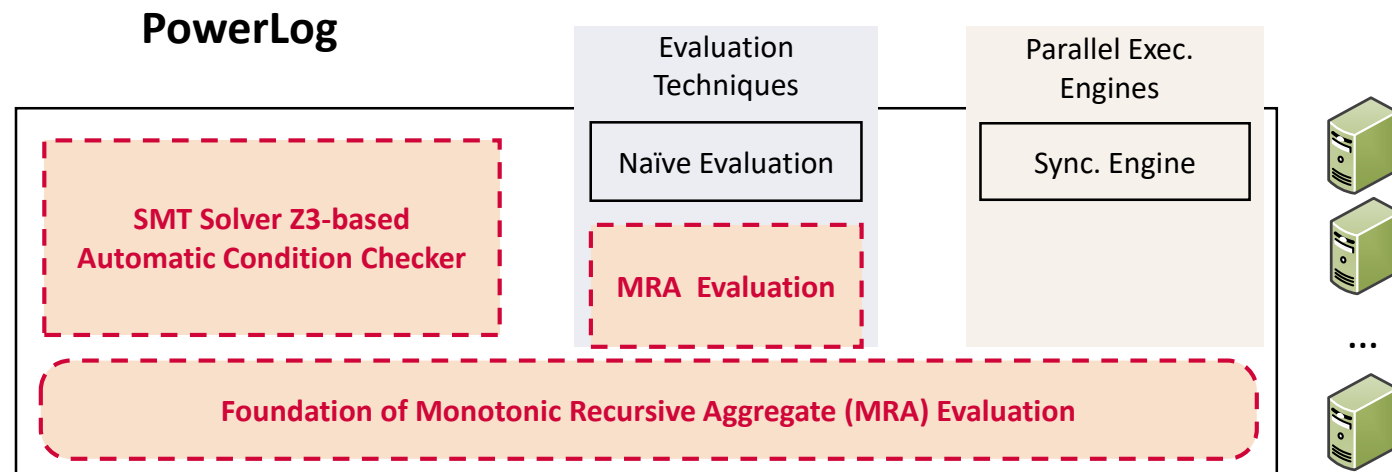 PowerLog
Evaluation
Techniques
Parallel Exec.
Engines
Naïve Evaluation
Sync. Engine
SMT Solver Z3-based
Automatic Condition Checker
MRA Evaluation
...
Foundation of Monotonic Recursive Aggregate (MRA) Evaluation